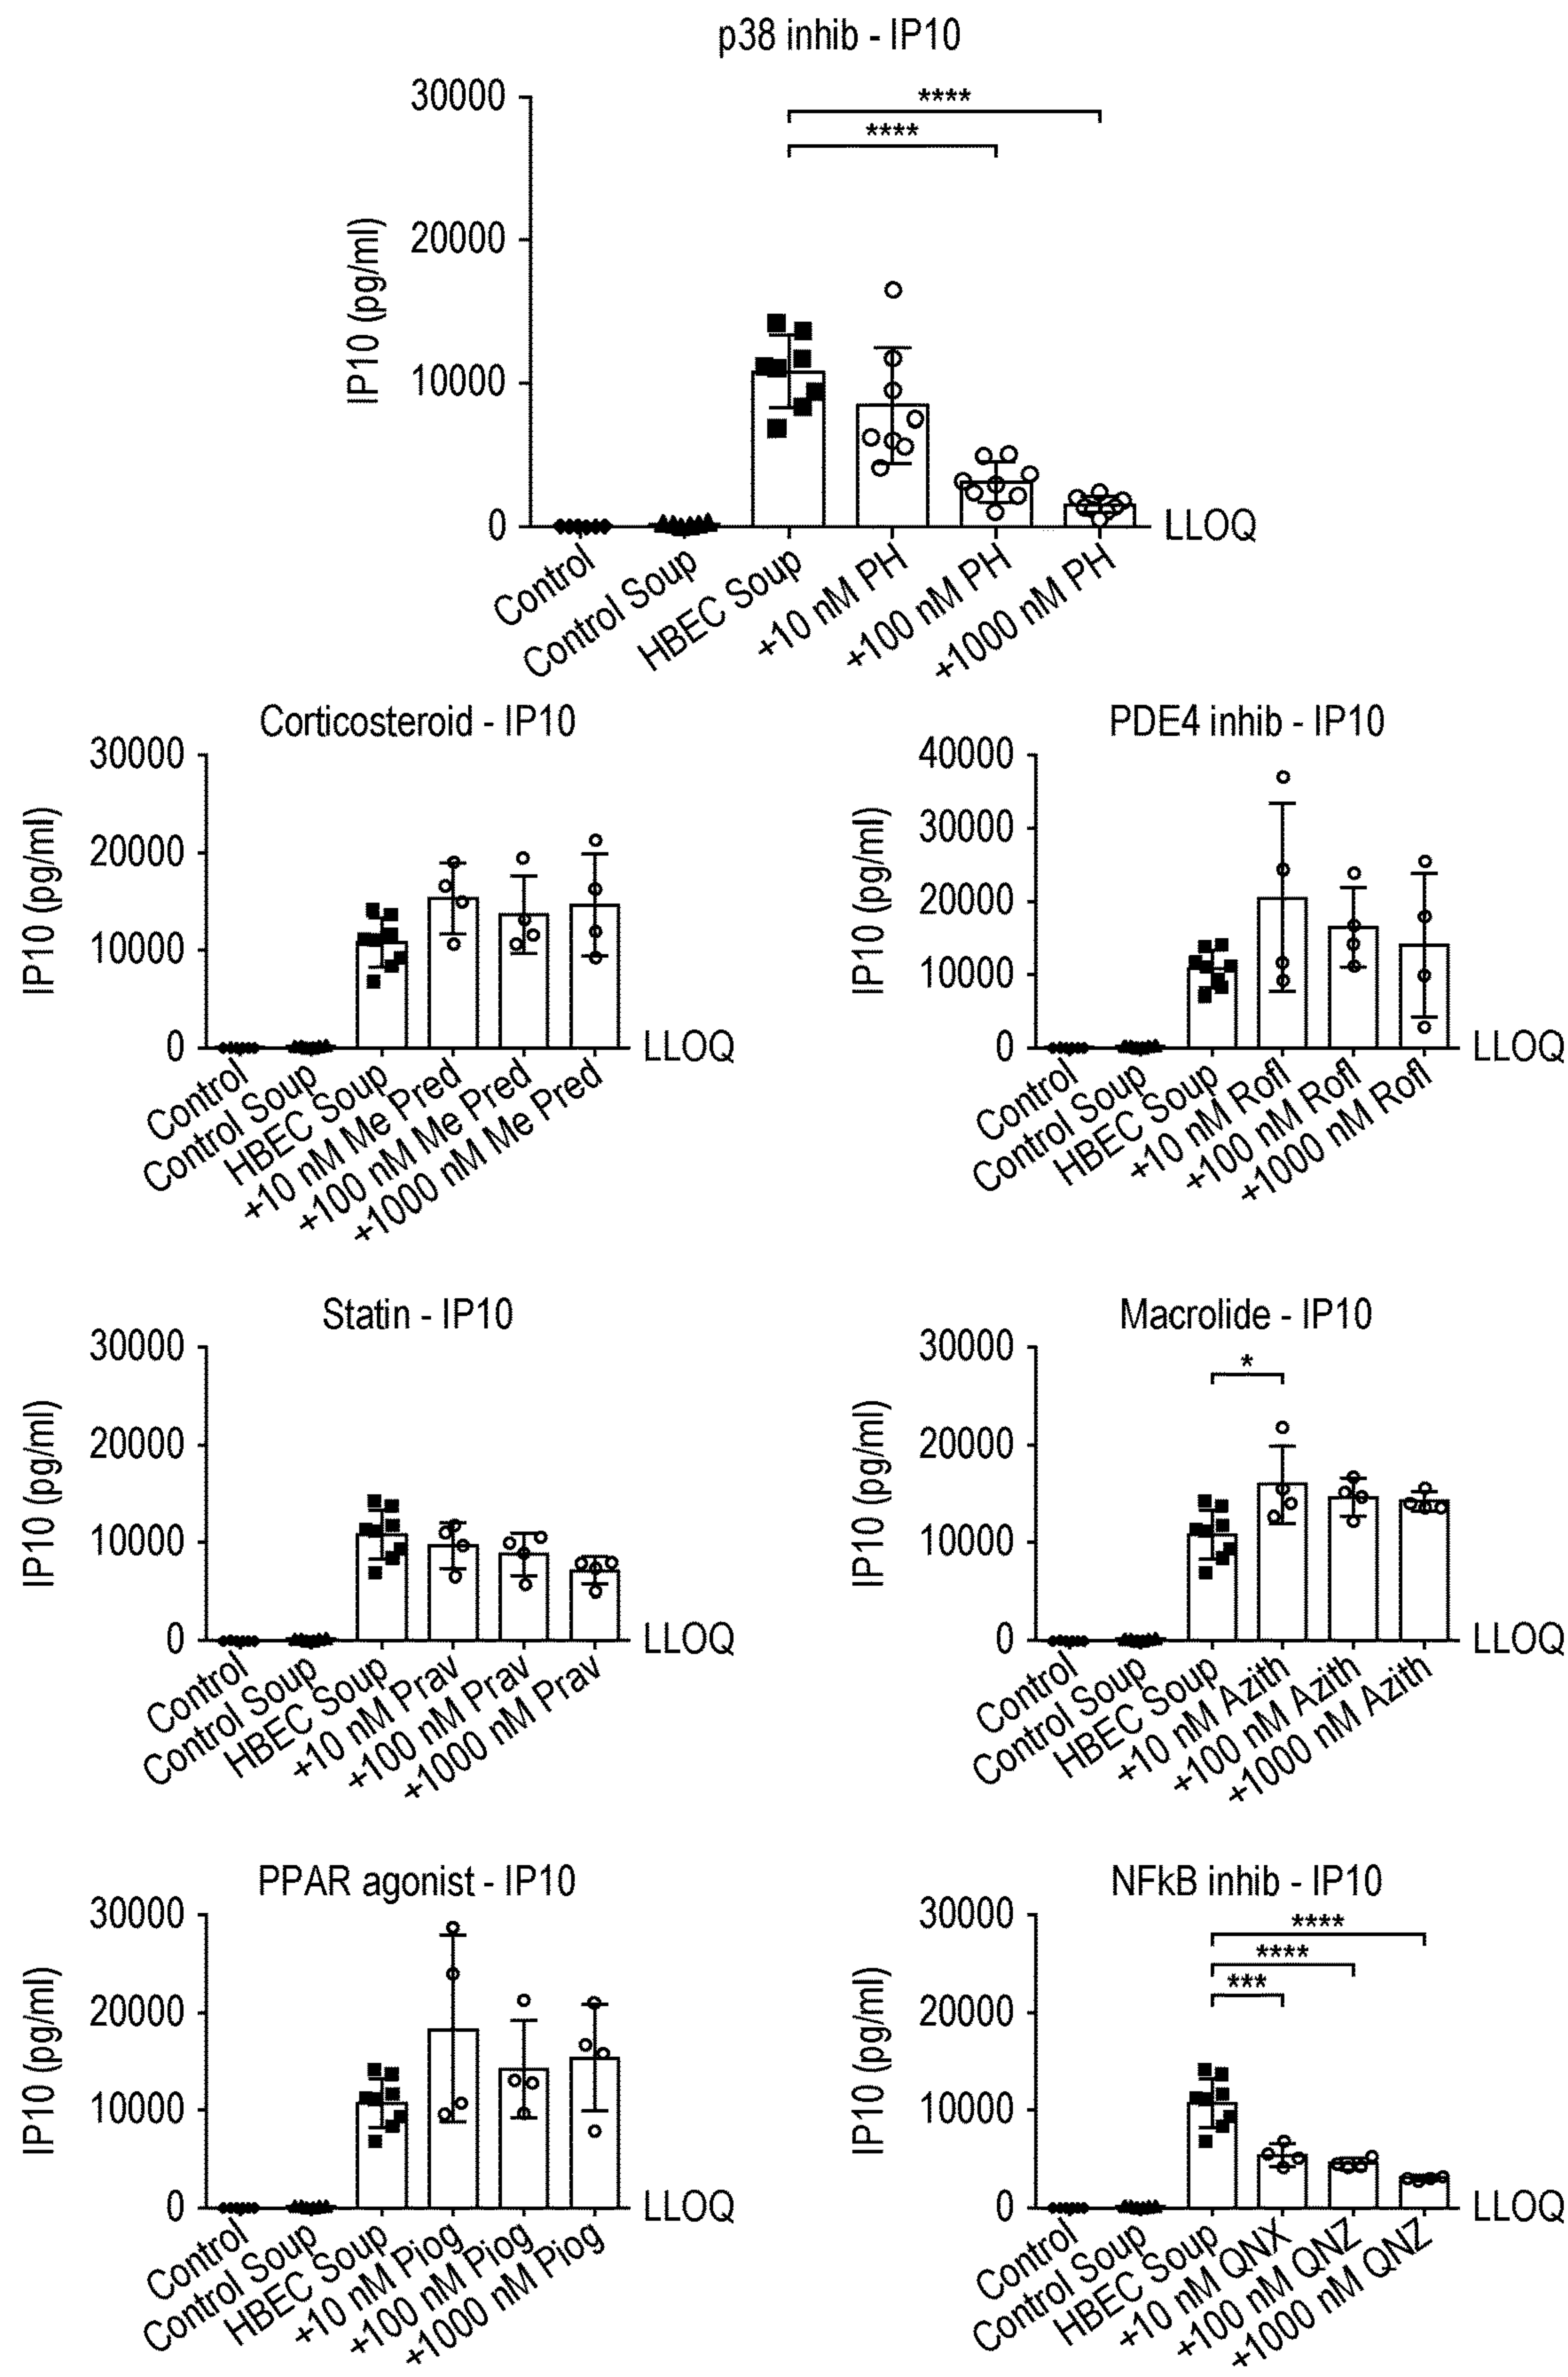 p38 inhib - IP10
****
****
IP10 (pg/ml)
30000
20000
10000
0
LLOQ
Control
Control Soup
HBEC Soup
+10 nM PH
+100 nM PH
+1000 nM PH
Corticosteroid - IP10
IP10 (pg/ml)
30000
20000
10000
0
LLOQ
Control
Control Soup
HBEC Soup
+10 nM Me Pred
+100 nM Me Pred
+1000 nM Me Pred
PDE4 inhib - IP10
IP10 (pg/ml)
40000
30000
20000
10000
0
LLOQ
Control
Control Soup
HBEC Soup
+10 nM Rofl
+100 nM Rofl
+1000 nM Rofl
Statin - IP10
IP10 (pg/ml)
30000
20000
10000
0
LLOQ
Control
Control Soup
HBEC Soup
+10 nM Prav
+100 nM Prav
+1000 nM Prav
Macrolide - IP10
*
IP10 (pg/ml)
30000
20000
10000
0
LLOQ
Control
Control Soup
HBEC Soup
+10 nM Azith
+100 nM Azith
+1000 nM Azith
PPAR agonist - IP10
IP10 (pg/ml)
30000
20000
10000
0
LLOQ
Control
Control Soup
HBEC Soup
+10 nM Piog
+100 nM Piog
+1000 nM Piog
NFkB inhib - IP10
****
****
***
IP10 (pg/ml)
30000
20000
10000
0
LLOQ
Control
Control Soup
HBEC Soup
+10 nM QNX
+100 nM QNZ
+1000 nM QNZ